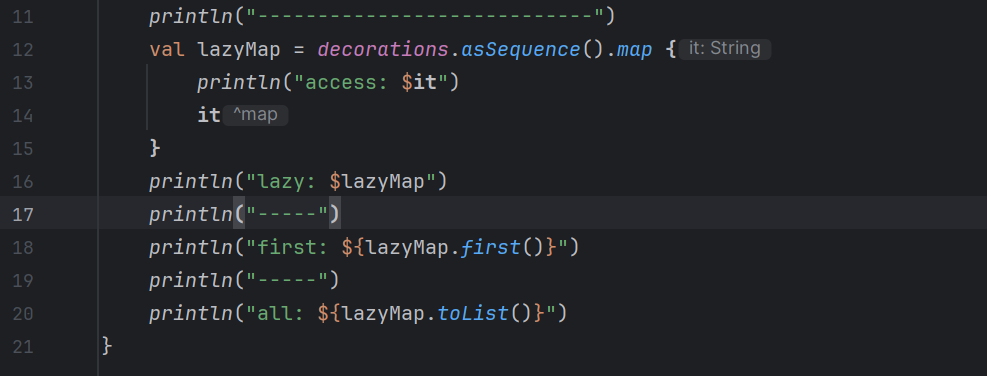 11 println("----------------------------")
12 val lazyMap = decorations.asSequence().map { it: String
13 println("access: $it")
14 it ^map
15 }
16 println("lazy: $lazyMap")
17 println("-----")
18 println("first: ${lazyMap.first()}")
19 println("-----")
20 println("all: ${lazyMap.toList()}")
21 }